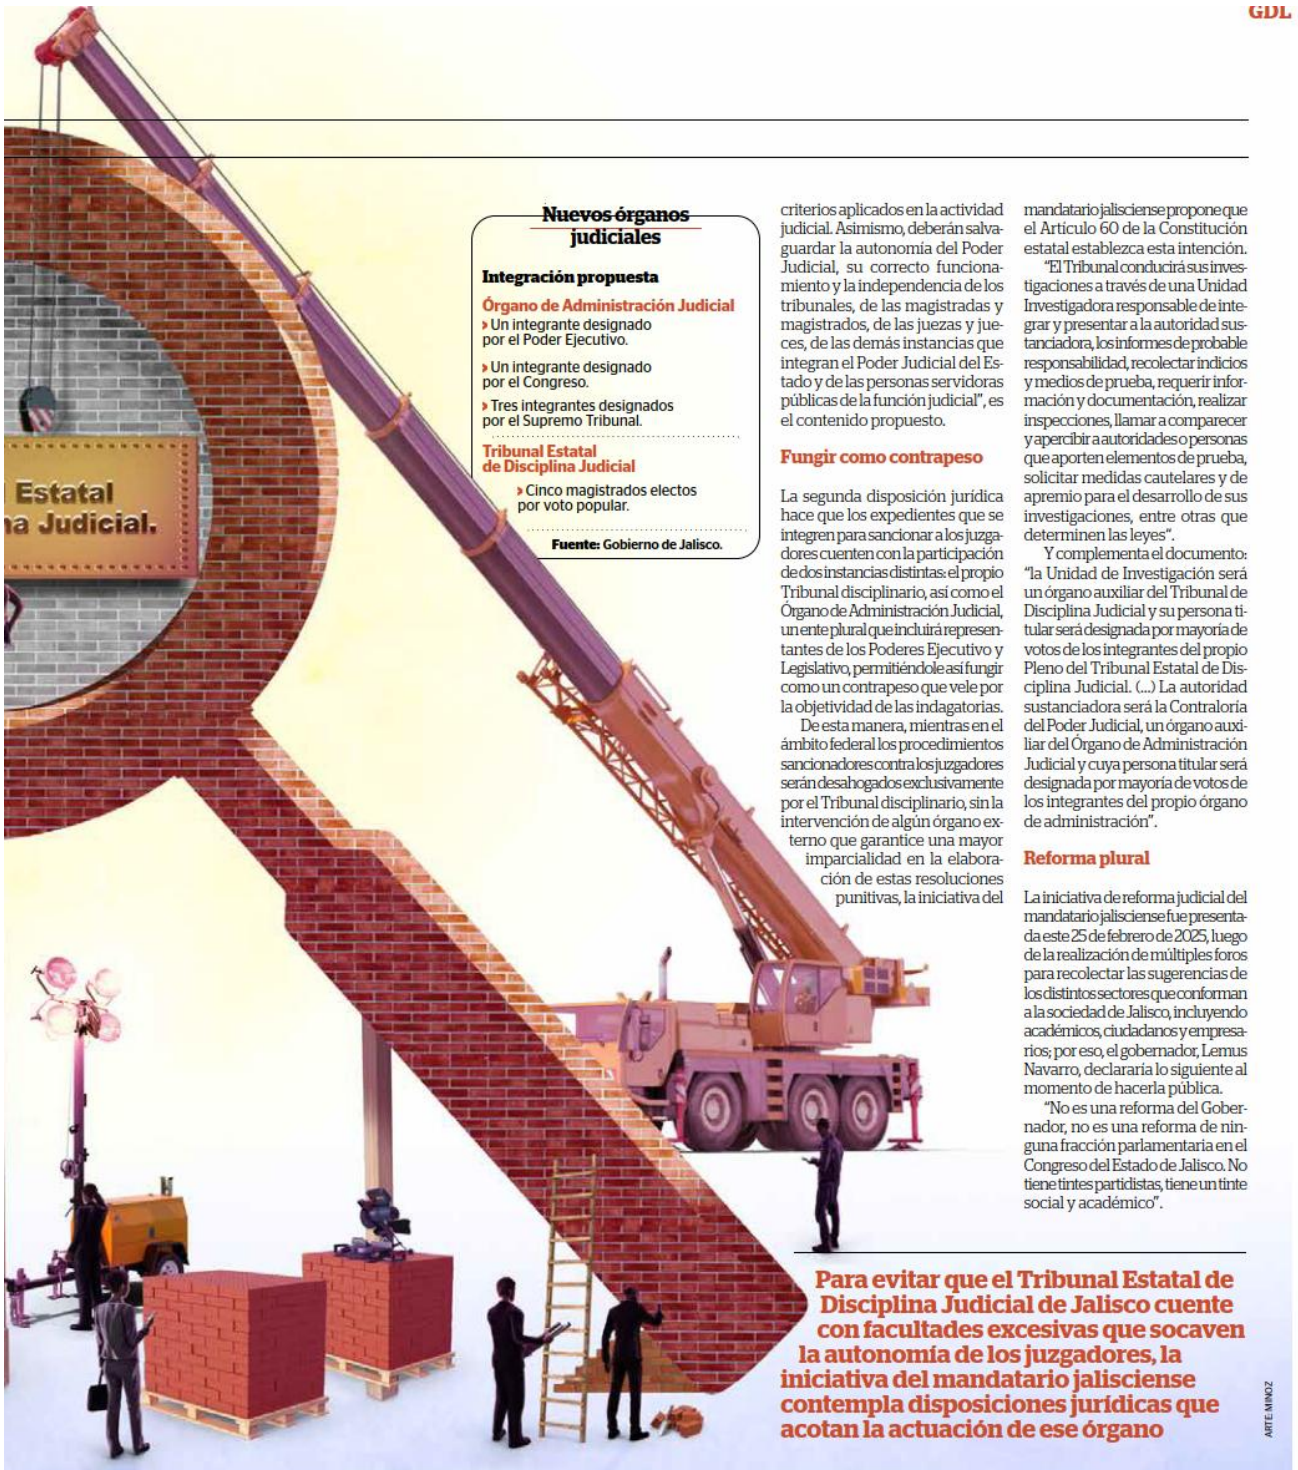 GDL
Estatal
a Judicial.
Nuevos órganos
judiciales
Integración propuesta
Órgano de Administración Judicial
› Un integrante designado
por el Poder Ejecutivo.
› Un integrante designado
por el Congreso.
› Tres integrantes designados
por el Supremo Tribunal.
Tribunal Estatal
de Disciplina Judicial
› Cinco magistrados electos
por voto popular.
Fuente: Gobierno de Jalisco.
criterios aplicados en la actividad
judicial. Asimismo, deberán salva-
guardar la autonomía del Poder
Judicial, su correcto funciona-
miento y la independencia de los
tribunales, de las magistradas y
magistrados, de las juezas y jue-
ces, de las demás instancias que
integran el Poder Judicial del Es-
tado y de las personas servidoras
públicas de la función judicial”, es
el contenido propuesto.
Fungir como contrapeso
La segunda disposición jurídica
hace que los expedientes que se
integren para sancionar a los juzga-
dores cuenten con la participación
de dos instancias distintas: el propio
Tribunal disciplinario, así como el
Órgano de Administración Judicial,
un ente plural que incluirá represen-
tantes de los Poderes Ejecutivo y
Legislativo, permitiéndole así fungir
como un contrapeso que vele por
la objetividad de las indagatorias.
De esta manera, mientras en el
ámbito federal los procedimientos
sancionadores contra los juzgadores
serán desahogados exclusivamente
por el Tribunal disciplinario, sin la
intervención de algún órgano ex-
terno que garantice una mayor
imparcialidad en la elabora-
ción de estas resoluciones
punitivas, la iniciativa del
mandatario jalisciense propone que
el Artículo 60 de la Constitución
estatal establezca esta intención.
“El Tribunal conducirá sus inves-
tigaciones a través de una Unidad
Investigadora responsable de inte-
grar y presentar a la autoridad sus-
tanciadora, los informes de probable
responsabilidad, recolectar indicios
y medios de prueba, requerir infor-
mación y documentación, realizar
inspecciones, llamar a comparecer
y apercibir a autoridades o personas
que aporten elementos de prueba,
solicitar medidas cautelares y de
apremio para el desarrollo de sus
investigaciones, entre otras que
determinen las leyes“.
Y complementa el documento:
“la Unidad de Investigación será
un órgano auxiliar del Tribunal de
Disciplina Judicial y su persona ti-
tular será designada por mayoría de
votos de los integrantes del propio
Pleno del Tribunal Estatal de Dis-
ciplina Judicial. (...) La autoridad
sustanciadora será la Contraloría
del Poder Judicial, un órgano auxi-
liar del Órgano de Administración
Judicial y cuya persona titular será
designada por mayoría de votos de
los integrantes del propio órgano
de administración”.
Reforma plural
La iniciativa de reforma judicial del
mandatario jalisciense fue presenta-
da este 25 de febrero de 2025, luego
de la realización de múltiples foros
para recolectar las sugerencias de
los distintos sectores que conforman
a la sociedad de Jalisco, incluyendo
académicos, ciudadanos y empresa-
rios; por eso, el gobernador, Lemus
Navarro, declararía lo siguiente al
momento de hacerla pública.
“No es una reforma del Gober-
nador, no es una reforma de nin-
guna fracción parlamentaria en el
Congreso del Estado de Jalisco. No
tiene tintes partidistas, tiene un tinte
social y académico”.
Para evitar que el Tribunal Estatal de
Disciplina Judicial de Jalisco cuente
con facultades excesivas que socaven
la autonomía de los juzgadores, la
iniciativa del mandatario jalisciense
contempla disposiciones jurídicas que
acotan la actuación de ese órgano
ARTE: MINOZ